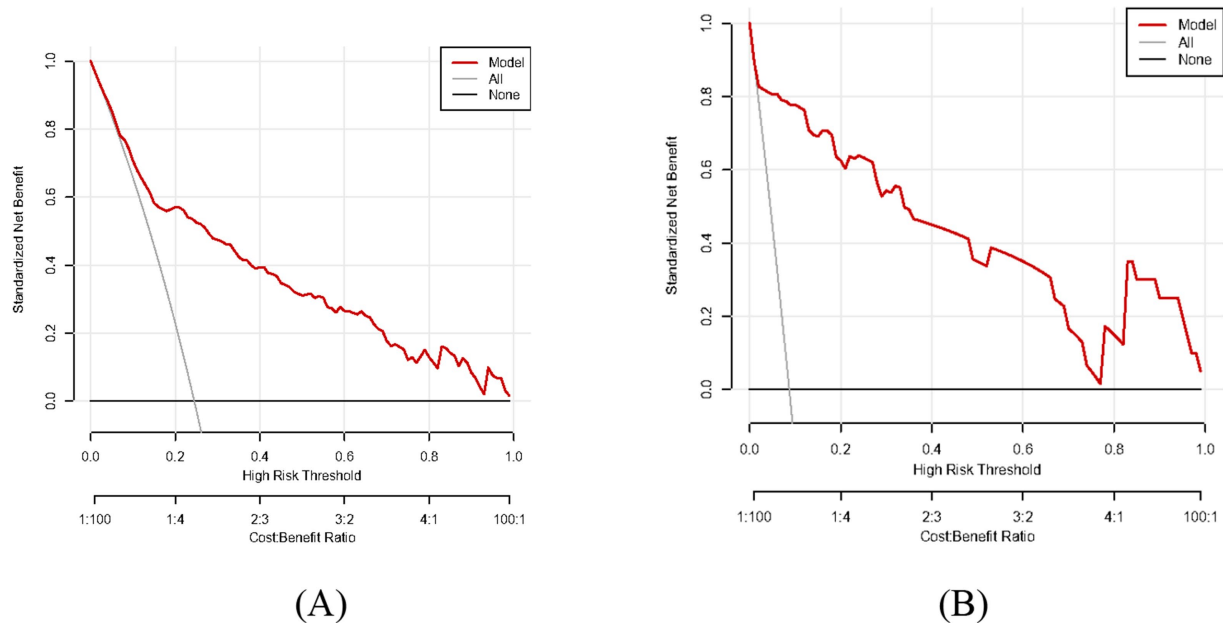 Model
All
None
Standardized Net Benefit
1.0
0.8
0.6
0.4
0.2
0.0
0.0 0.2 0.4 0.6 0.8 1.0
High Risk Threshold
1:100 1:4 2:3 3:2 4:1 100:1
Cost:Benefit Ratio
(A)
Model
All
None
Standardized Net Benefit
1.0
0.8
0.6
0.4
0.2
0.0
0.0 0.2 0.4 0.6 0.8 1.0
High Risk Threshold
1:100 1:4 2:3 3:2 4:1 100:1
Cost:Benefit Ratio
(B)